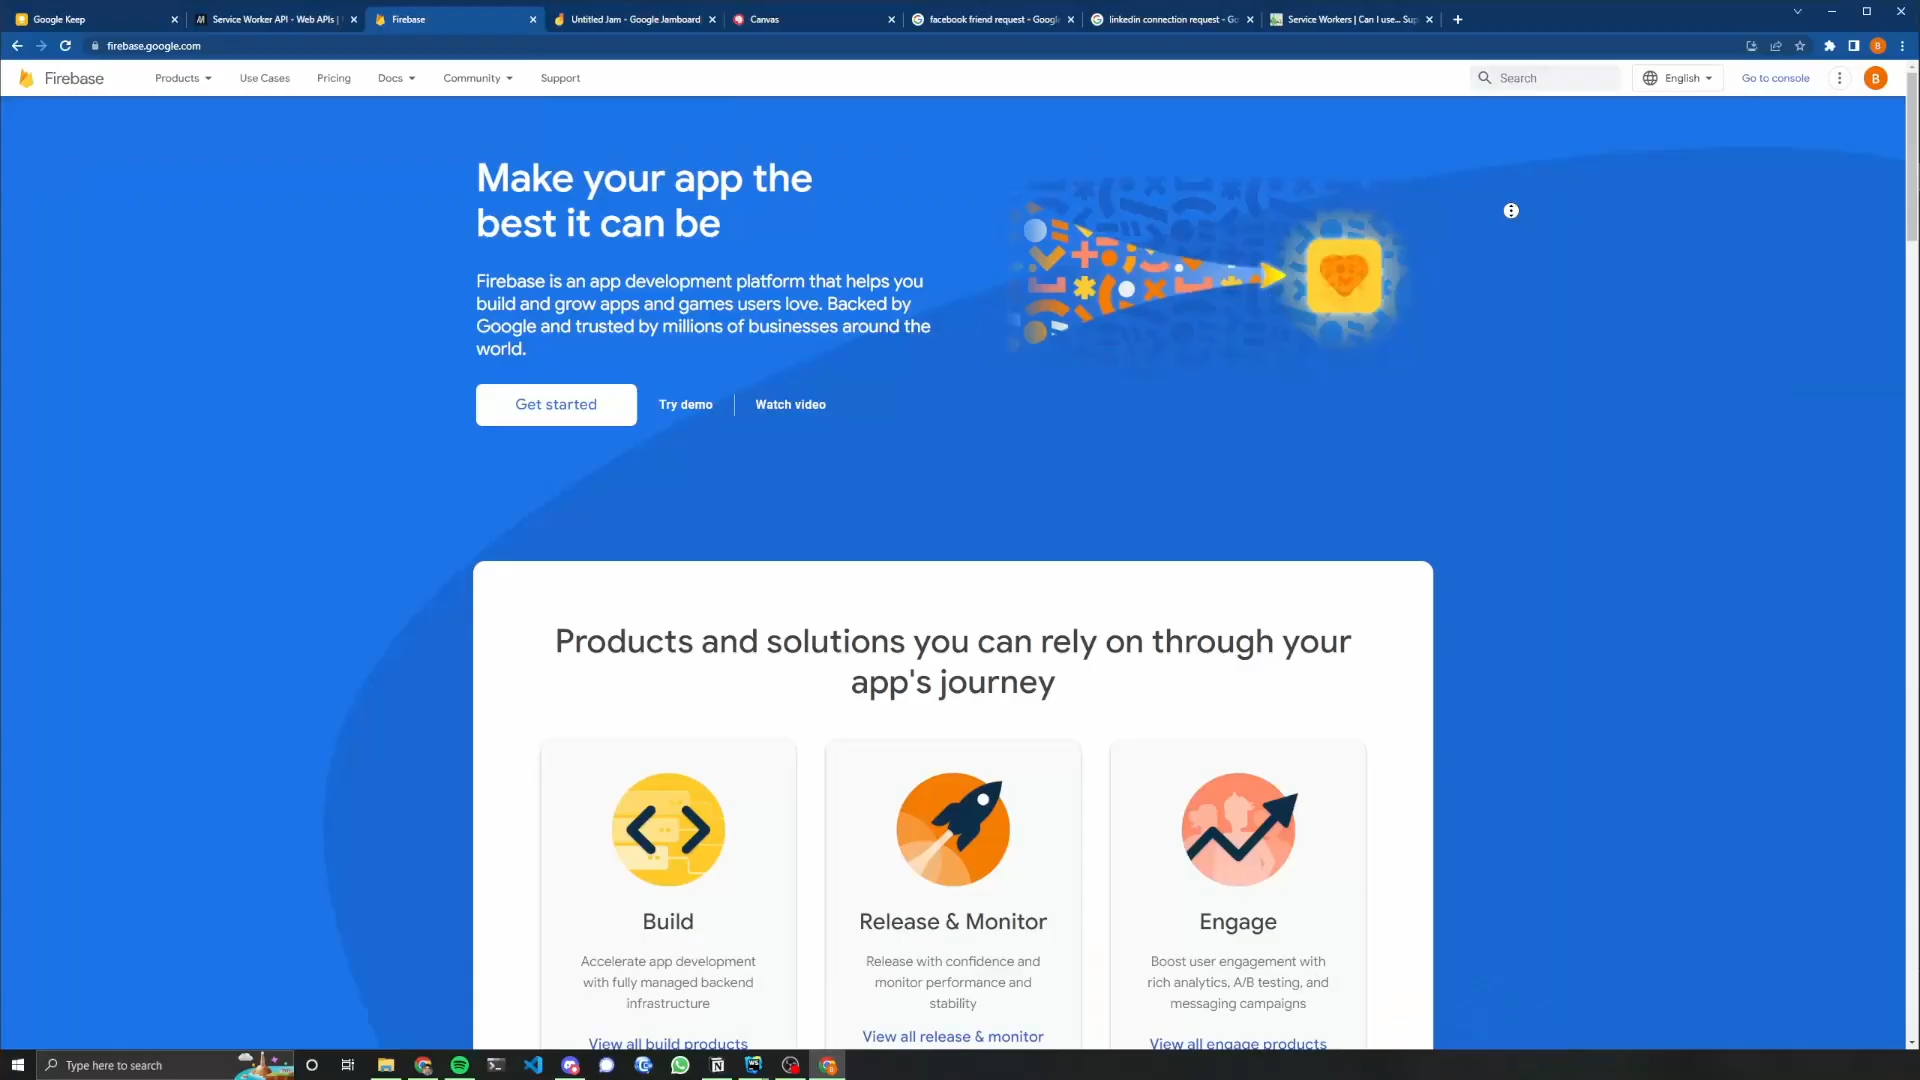 Google Keep
Service Worker API - Web APIs |
Firebase
Untitled Jam - Google Jamboard
Canvas
facebook friend request - Google
linkedin connection request - Go
Service Workers | Can I use... Sup
firebase.google.com
B
Firebase
Products
Use Cases
Pricing
Docs
Community
Support
Search
English
Go to console
B
Make your app the
best it can be
Firebase is an app development platform that helps you
build and grow apps and games users love. Backed by
Google and trusted by millions of businesses around the
world.
Get started
Try demo
Watch video
Products and solutions you can rely on through your
app's journey
Build
Accelerate app development
with fully managed backend
infrastructure
View all build products
Release & Monitor
Release with confidence and
monitor performance and
stability
View all release & monitor
Engage
Boost user engagement with
rich analytics, A/B testing, and
messaging campaigns
View all engage products
Type here to search